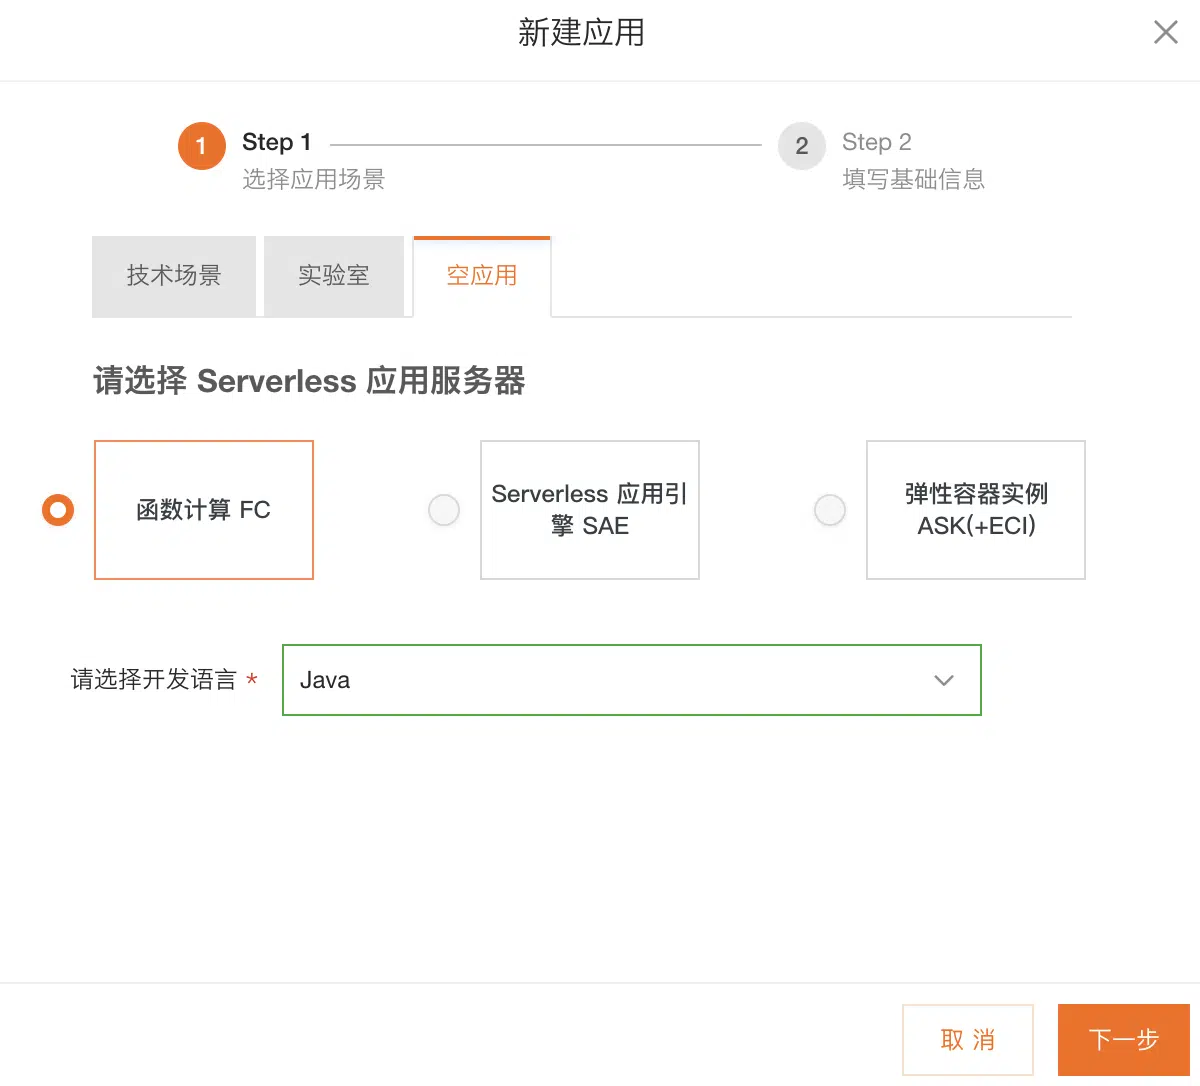 新建应用
1
Step 1
选择应用场景
2
Step 2
填写基础信息
技术场景
实验室
空应用
请选择 Serverless 应用服务器
函数计算 FC
Serverless 应用引
擎 SAE
弹性容器实例
ASK(+ECI)
请选择开发语言 *
Java
取 消
下一步